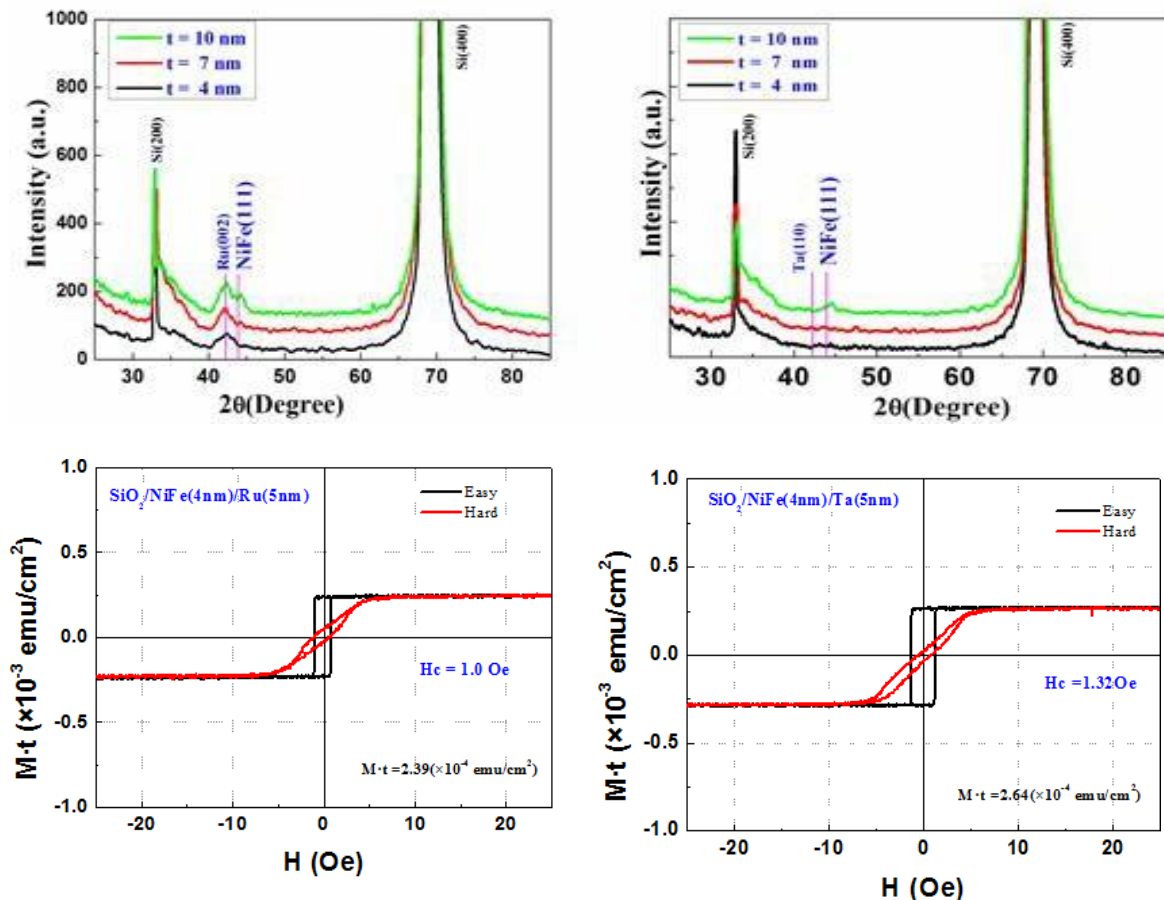 1000
800
600
400
200
0
Intensity (a.u.)
t = 10 nm
t = 7 nm
t = 4 nm
Si(200)
Ru(002)
NiFe(111)
Si(400)
30 40 50 60 70 80
2θ(Degree)
Intensity (a.u.)
t = 10 nm
t = 7 nm
t = 4 nm
Si(200)
Ta(110)
NiFe(111)
Si(400)
30 40 50 60 70 80
2θ(Degree)
1.0
0.5
0.0
-0.5
-1.0
M·t (×10⁻³ emu/cm²)
SiO₂/NiFe(4nm)/Ru(5nm)
Easy
Hard
Hc = 1.0 Oe
M·t =2.39(×10⁻⁴ emu/cm²)
-20 -10 0 10 20
H (Oe)
1.0
0.5
0.0
-0.5
-1.0
M·t (×10⁻³ emu/cm²)
SiO₂/NiFe(4nm)/Ta(5nm)
Easy
Hard
Hc =1.32Oe
M·t =2.64(×10⁻⁴ emu/cm²)
-20 -10 0 10 20
H (Oe)